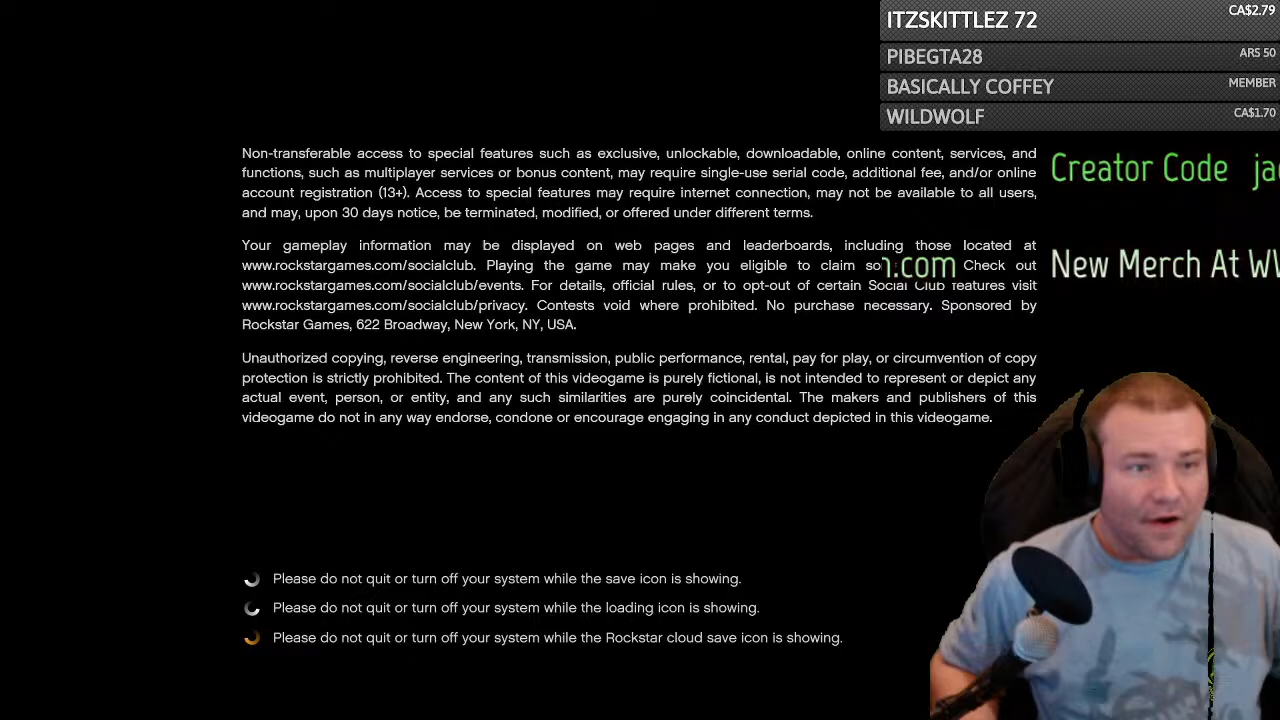 ITZSKITTLEZ 72 CA$2.79
PIBEGTA28 ARS 50
BASICALLY COFFEY MEMBER
WILDWOLF CA$1.70
Non-transferable access to special features such as exclusive, unlockable, downloadable, online content, services, and
functions, such as multiplayer services or bonus content, may require single-use serial code, additional fee, and/or online
account registration (13+). Access to special features may require internet connection, may not be available to all users,
and may, upon 30 days notice, be terminated, modified, or offered under different terms.
Creator Code
Your gameplay information may be displayed on web pages and leaderboards, including those located at
www.rockstargames.com/socialclub. Playing the game may make you eligible to claim Check out
www.rockstargames.com/socialclub/events. For details, official rules, or to opt-out of certain Social Club features visit
www.rockstargames.com/socialclub/privacy. Contests void where prohibited. No purchase necessary. Sponsored by
Rockstar Games, 622 Broadway, New York, NY, USA.
.com New Merch At
Unauthorized copying, reverse engineering, transmission, public performance, rental, pay for play, or circumvention of copy
protection is strictly prohibited. The content of this videogame is purely fictional, is not intended to represent or depict any
actual event, person, or entity, and any such similarities are purely coincidental. The makers and publishers of this
videogame do not in any way endorse, condone or encourage engaging in any conduct depicted in this videogame.
Please do not quit or turn off your system while the save icon is showing.
Please do not quit or turn off your system while the loading icon is showing.
Please do not quit or turn off your system while the Rockstar cloud save icon is showing.